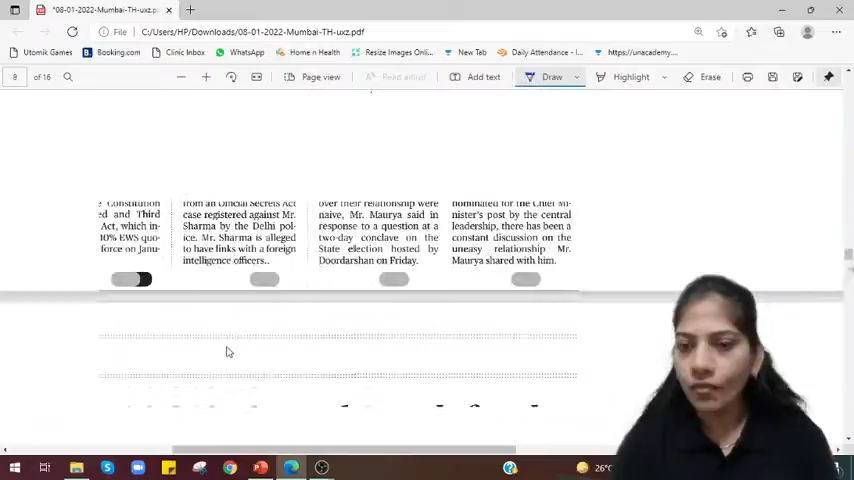 *08-01-2022-Mumbai-TH-uxz.p
File
C:/Users/HP/Downloads/08-01-2022-Mumbai-TH-uxz.pdf
Utomik Games
Booking.com
Clinic Inbox
WhatsApp
Home n Health
Resize Images Onl...
New Tab
Daily Attendance - I...
https://unacademy...
8 of 16
Page view
Read aloud
Add text
Draw
Highlight
Erase
e Constitution
ed and Third
Act, which in-
10% EWS quo-
force on Janu-
from an Official Secrets Act
case registered against Mr.
Sharma by the Delhi pol-
ice. Mr. Sharma is alleged
to have links with a foreign
intelligence officers..
over their relationship were
naive, Mr. Maurya said in
response to a question at a
two-day conclave on the
State election hosted by
Doordarshan on Friday.
nominated for the Chief Mi-
nister's post by the central
leadership, there has been a
constant discussion on the
uneasy relationship Mr.
Maurya shared with him.
26°